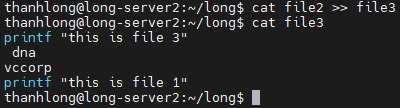 thanhlong@long-server2:~/long$ cat file2 >> file3
thanhlong@long-server2:~/long$ cat file3
printf "this is file 3"
 dna
vccorp
printf "this is file 1"
thanhlong@long-server2:~/long$